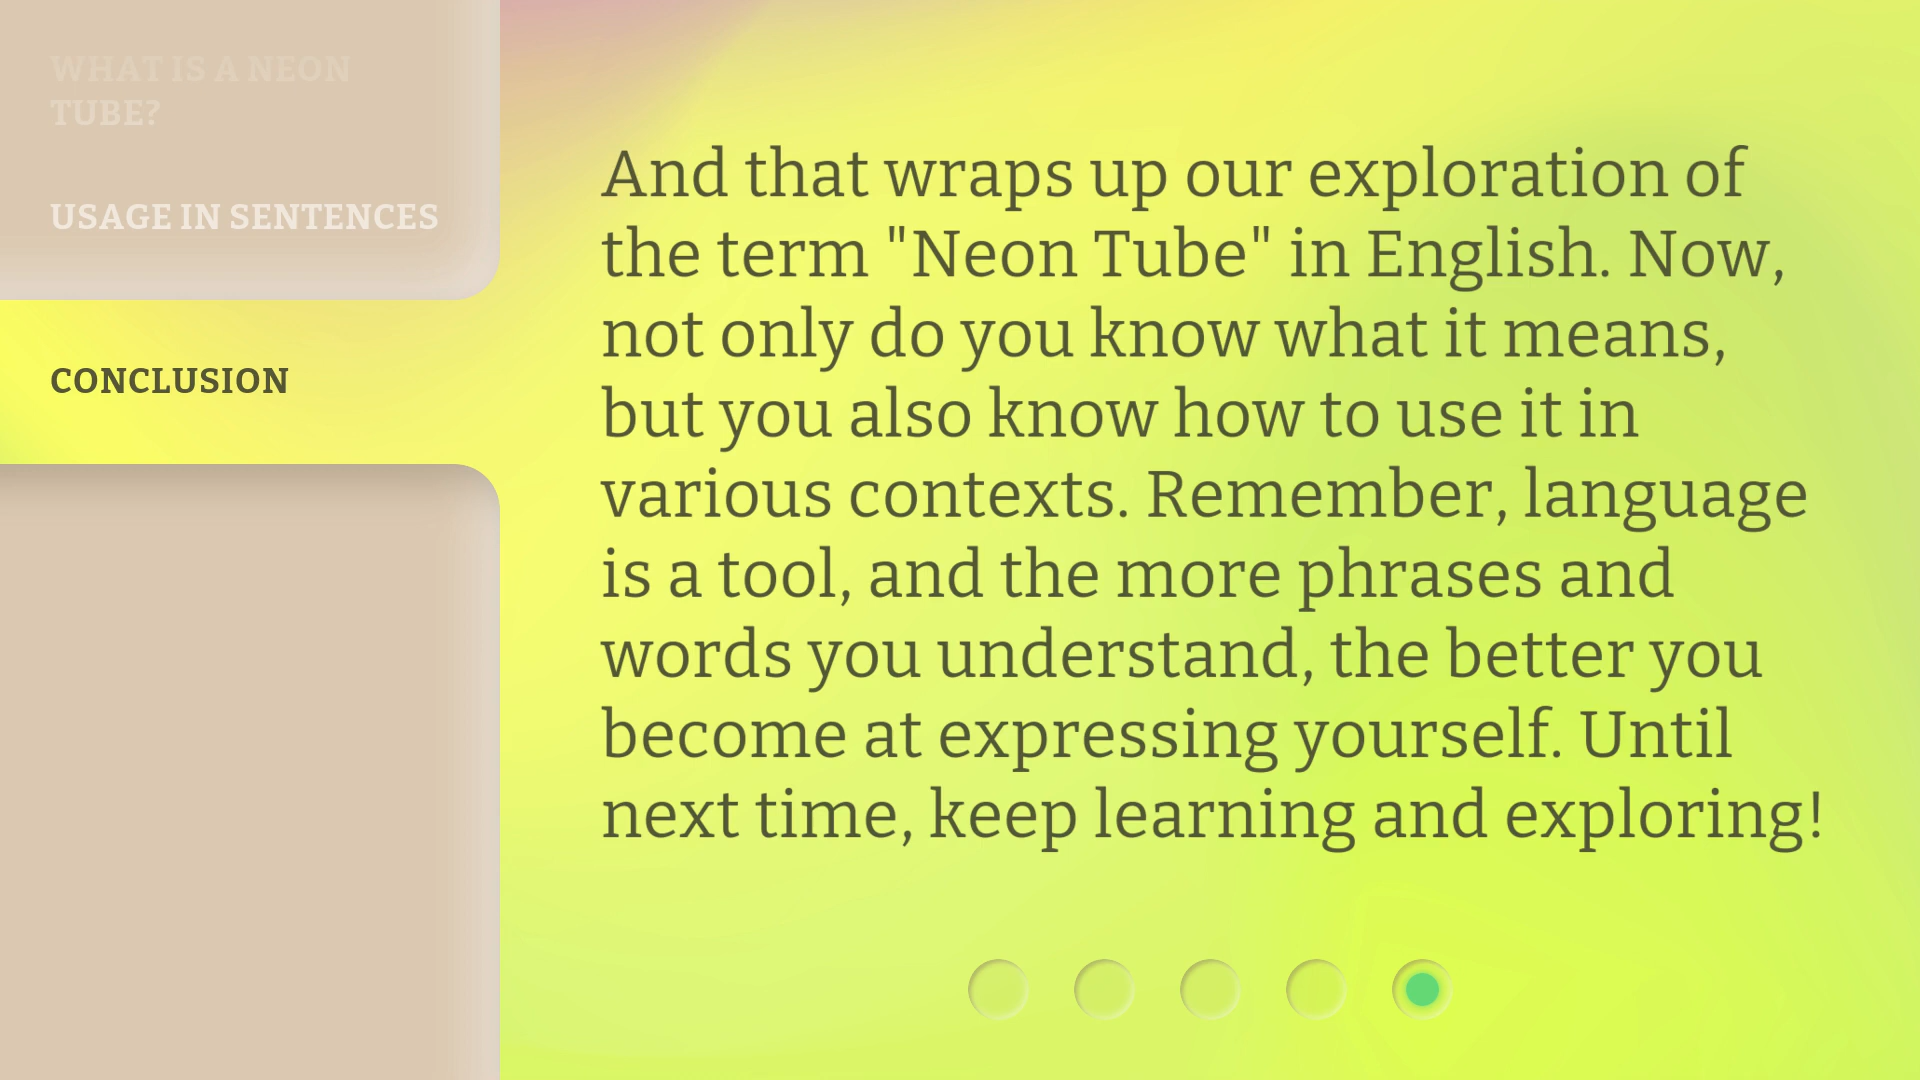 WHAT IS A NEON
TUBE?
USAGE IN SENTENCES
CONCLUSION
And that wraps up our exploration of
the term "Neon Tube" in English. Now,
not only do you know what it means,
but you also know how to use it in
various contexts. Remember, language
is a tool, and the more phrases and
words you understand, the better you
become at expressing yourself. Until
next time, keep learning and exploring!